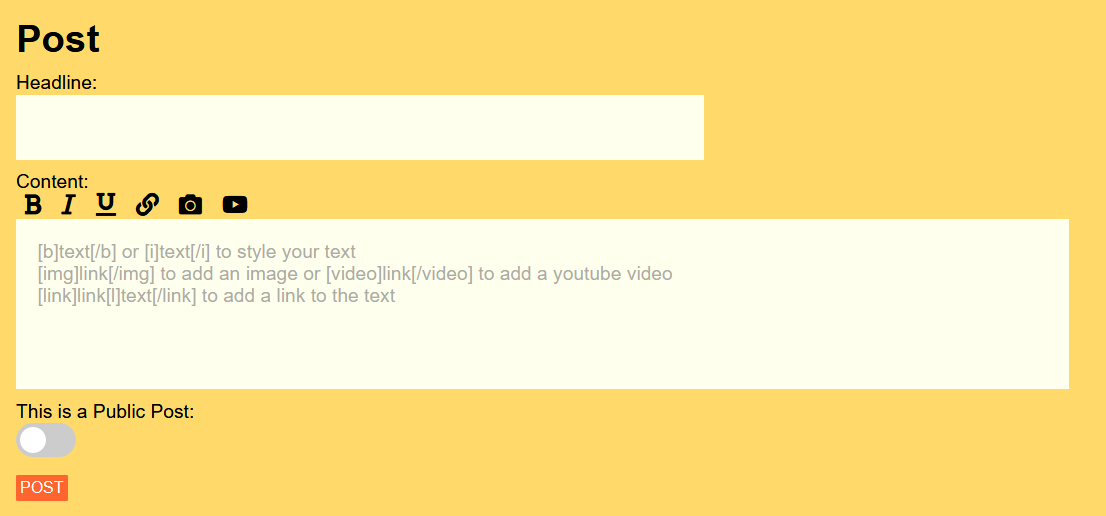 Post
Headline:
Content:
B I U
[b]text[/b] or [i]text[/i] to style your text
[img]link[/img] to add an image or [video]link[/video] to add a youtube video
[link]link[l]text[/link] to add a link to the text
This is a Public Post:
POST